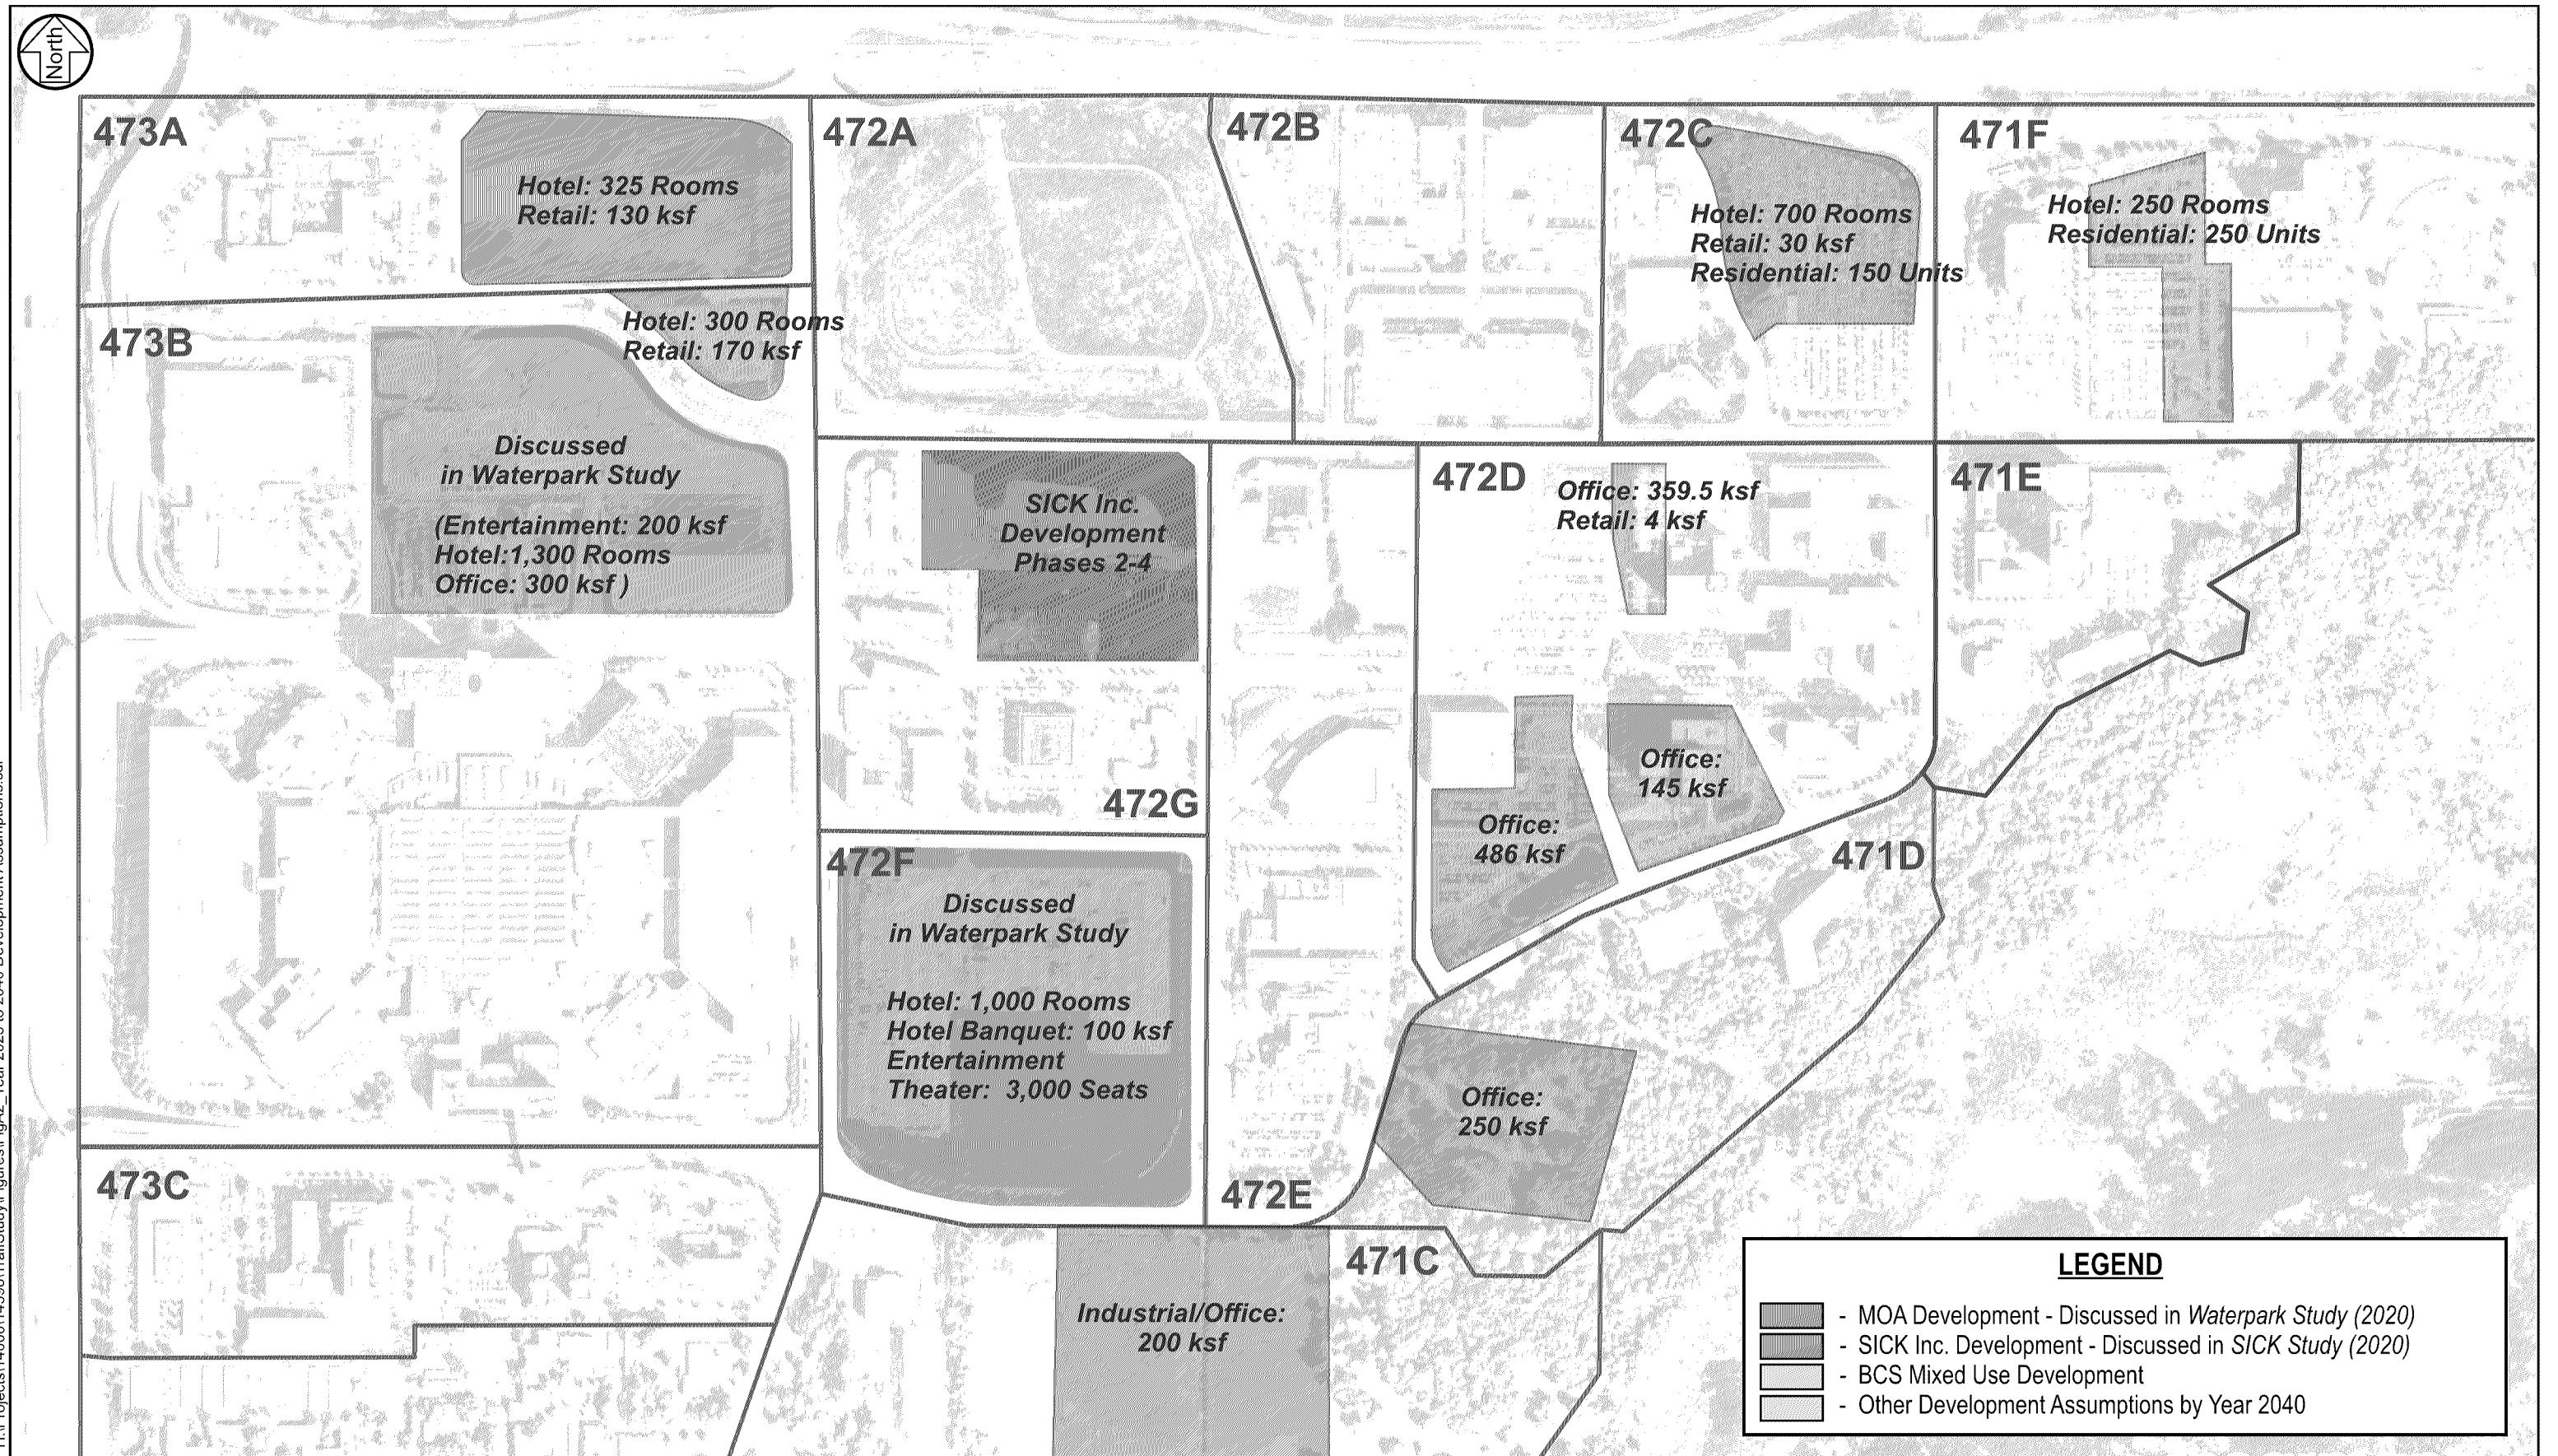 North
473A
Hotel: 325 Rooms
Retail: 130 ksf
472A
472B
472C
Hotel: 700 Rooms
Retail: 30 ksf
Residential: 150 Units
471F
Hotel: 250 Rooms
Residential: 250 Units
473B
Hotel: 300 Rooms
Retail: 170 ksf
Discussed
in Waterpark Study
(Entertainment: 200 ksf
Hotel:1,300 Rooms
Office: 300 ksf )
SICK Inc.
Development
Phases 2-4
472G
472D
Office: 359.5 ksf
Retail: 4 ksf
471E
Office:
145 ksf
Office:
486 ksf
471D
472F
Discussed
in Waterpark Study
Hotel: 1,000 Rooms
Hotel Banquet: 100 ksf
Entertainment
Theater: 3,000 Seats
Office:
250 ksf
472E
473C
471C
Industrial/Office:
200 ksf
LEGEND
- MOA Development - Discussed in Waterpark Study (2020)
- SICK Inc. Development - Discussed in SICK Study (2020)
- BCS Mixed Use Development
- Other Development Assumptions by Year 2040